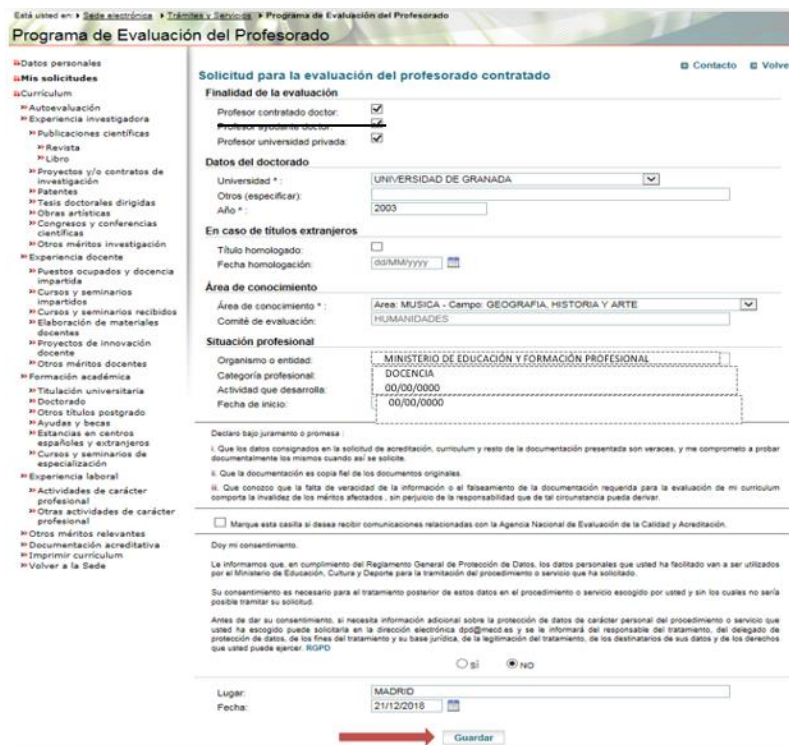 Está usted en: Sede electrónica Trámites y Servicios Programa de Evaluación del Profesorado
Programa de Evaluación del Profesorado
Datos personales
Mis solicitudes
Currículum
Autoevaluación
Experiencia investigadora
Publicaciones científicas
Revista
Libro
Proyectos y/o contratos de
investigación
Patentes
Tesis doctorales dirigidas
Obras artísticas
Congresos y conferencias
científicas
Otros méritos investigación
Experiencia docente
Puestos ocupados y docencia
impartida
Cursos y seminarios
impartidos
Cursos y seminarios recibidos
Elaboración de materiales
docentes
Proyectos de innovación
docente
Otros méritos docentes
Formación académica
Titulación universitaria
Doctorado
Otros títulos postgrado
Ayudas y becas
Estancias en centros
españoles y extranjeros
Cursos y seminarios de
especialización
Experiencia laboral
Actividades de carácter
profesional
Otras actividades de carácter
profesional
Otros méritos relevantes
Documentación acreditativa
Imprimir currículum
Volver a la Sede
Contacto Volve
Solicitud para la evaluación del profesorado contratado
Finalidad de la evaluación
Profesor contratado doctor:
Profesor ayudante doctor:
Profesor universidad privada:
Datos del doctorado
Universidad * : UNIVERSIDAD DE GRANADA
Otros (especificar):
Año * : 2003
En caso de títulos extranjeros
Título homologado:
Fecha homologación: dd/MM/yyyy
Área de conocimiento
Área de conocimiento * : Area: MUSICA - Campo: GEOGRAFIA, HISTORIA Y ARTE
Comité de evaluación: HUMANIDADES
Situación profesional
Organismo o entidad: MINISTERIO DE EDUCACIÓN Y FORMACIÓN PROFESIONAL
Categoría profesional: DOCENCIA
Actividad que desarrolla: 00/00/0000
Fecha de inicio: 00/00/0000
Declaro bajo juramento o promesa :
i. Que los datos consignados en la solicitud de acreditación, curriculum y resto de la documentación presentada son veraces, y me comprometo a probar
documentalmente los mismos cuando así se solicite.
ii. Que la documentación es copia fiel de los documentos originales.
iii. Que conozco que la falta de veracidad de la información o el falseamiento de la documentación requerida para la evaluación de mi curriculum
comporta la invalidez de los méritos afectados , sin perjuicio de la responsabilidad que de tal circunstancia pueda derivar.
Marque esta casilla si desea recibir comunicaciones relacionadas con la Agencia Nacional de Evaluación de la Calidad y Acreditación.
Doy mi consentimiento.
Le informamos que, en cumplimiento del Reglamento General de Protección de Datos, los datos personales que usted ha facilitado van a ser utilizados
por el Ministerio de Educación, Cultura y Deporte para la tramitación del procedimiento o servicio que ha solicitado.
Su consentimiento es necesario para el tratamiento posterior de estos datos en el procedimiento o servicio escogido por usted y sin los cuales no sería
posible tramitar su solicitud.
Antes de dar su consentimiento, si necesita información adicional sobre la protección de datos de carácter personal del procedimiento o servicio que
usted ha escogido puede solicitarla en la dirección electrónica dpd@mecd.es y se le informará del responsable del tratamiento, del delegado de
protección de datos, de los fines del tratamiento y su base jurídica, de la legitimación del tratamiento, de los destinatarios de sus datos y de los derechos
que usted puede ejercer. RGPD
SÍ NO
Lugar: MADRID
Fecha: 21/12/2018
Guardar